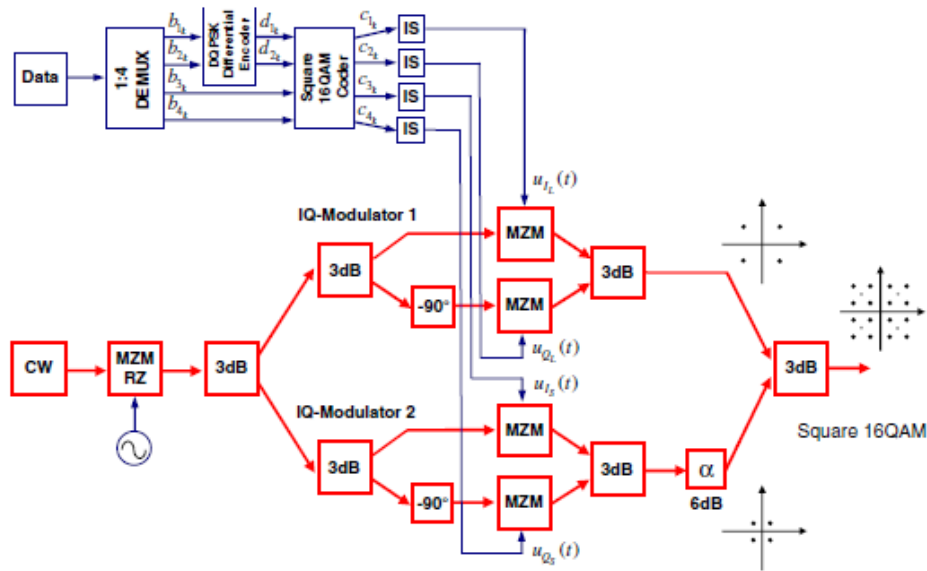 Data
1:4
DEMUX
b1k
b2k
b3k
b4k
DQPSK
Differential
Encoder
d1k
d2k
Square
16QAM
Coder
c1k
c2k
c3k
c4k
IS
IS
IS
IS
uIL(t)
IQ-Modulator 1
3dB
-90°
MZM
MZM
3dB
uQL(t)
CW
MZM
RZ
3dB
3dB
Square 16QAM
uIS(t)
IQ-Modulator 2
3dB
-90°
MZM
MZM
3dB
α
6dB
uQS(t)